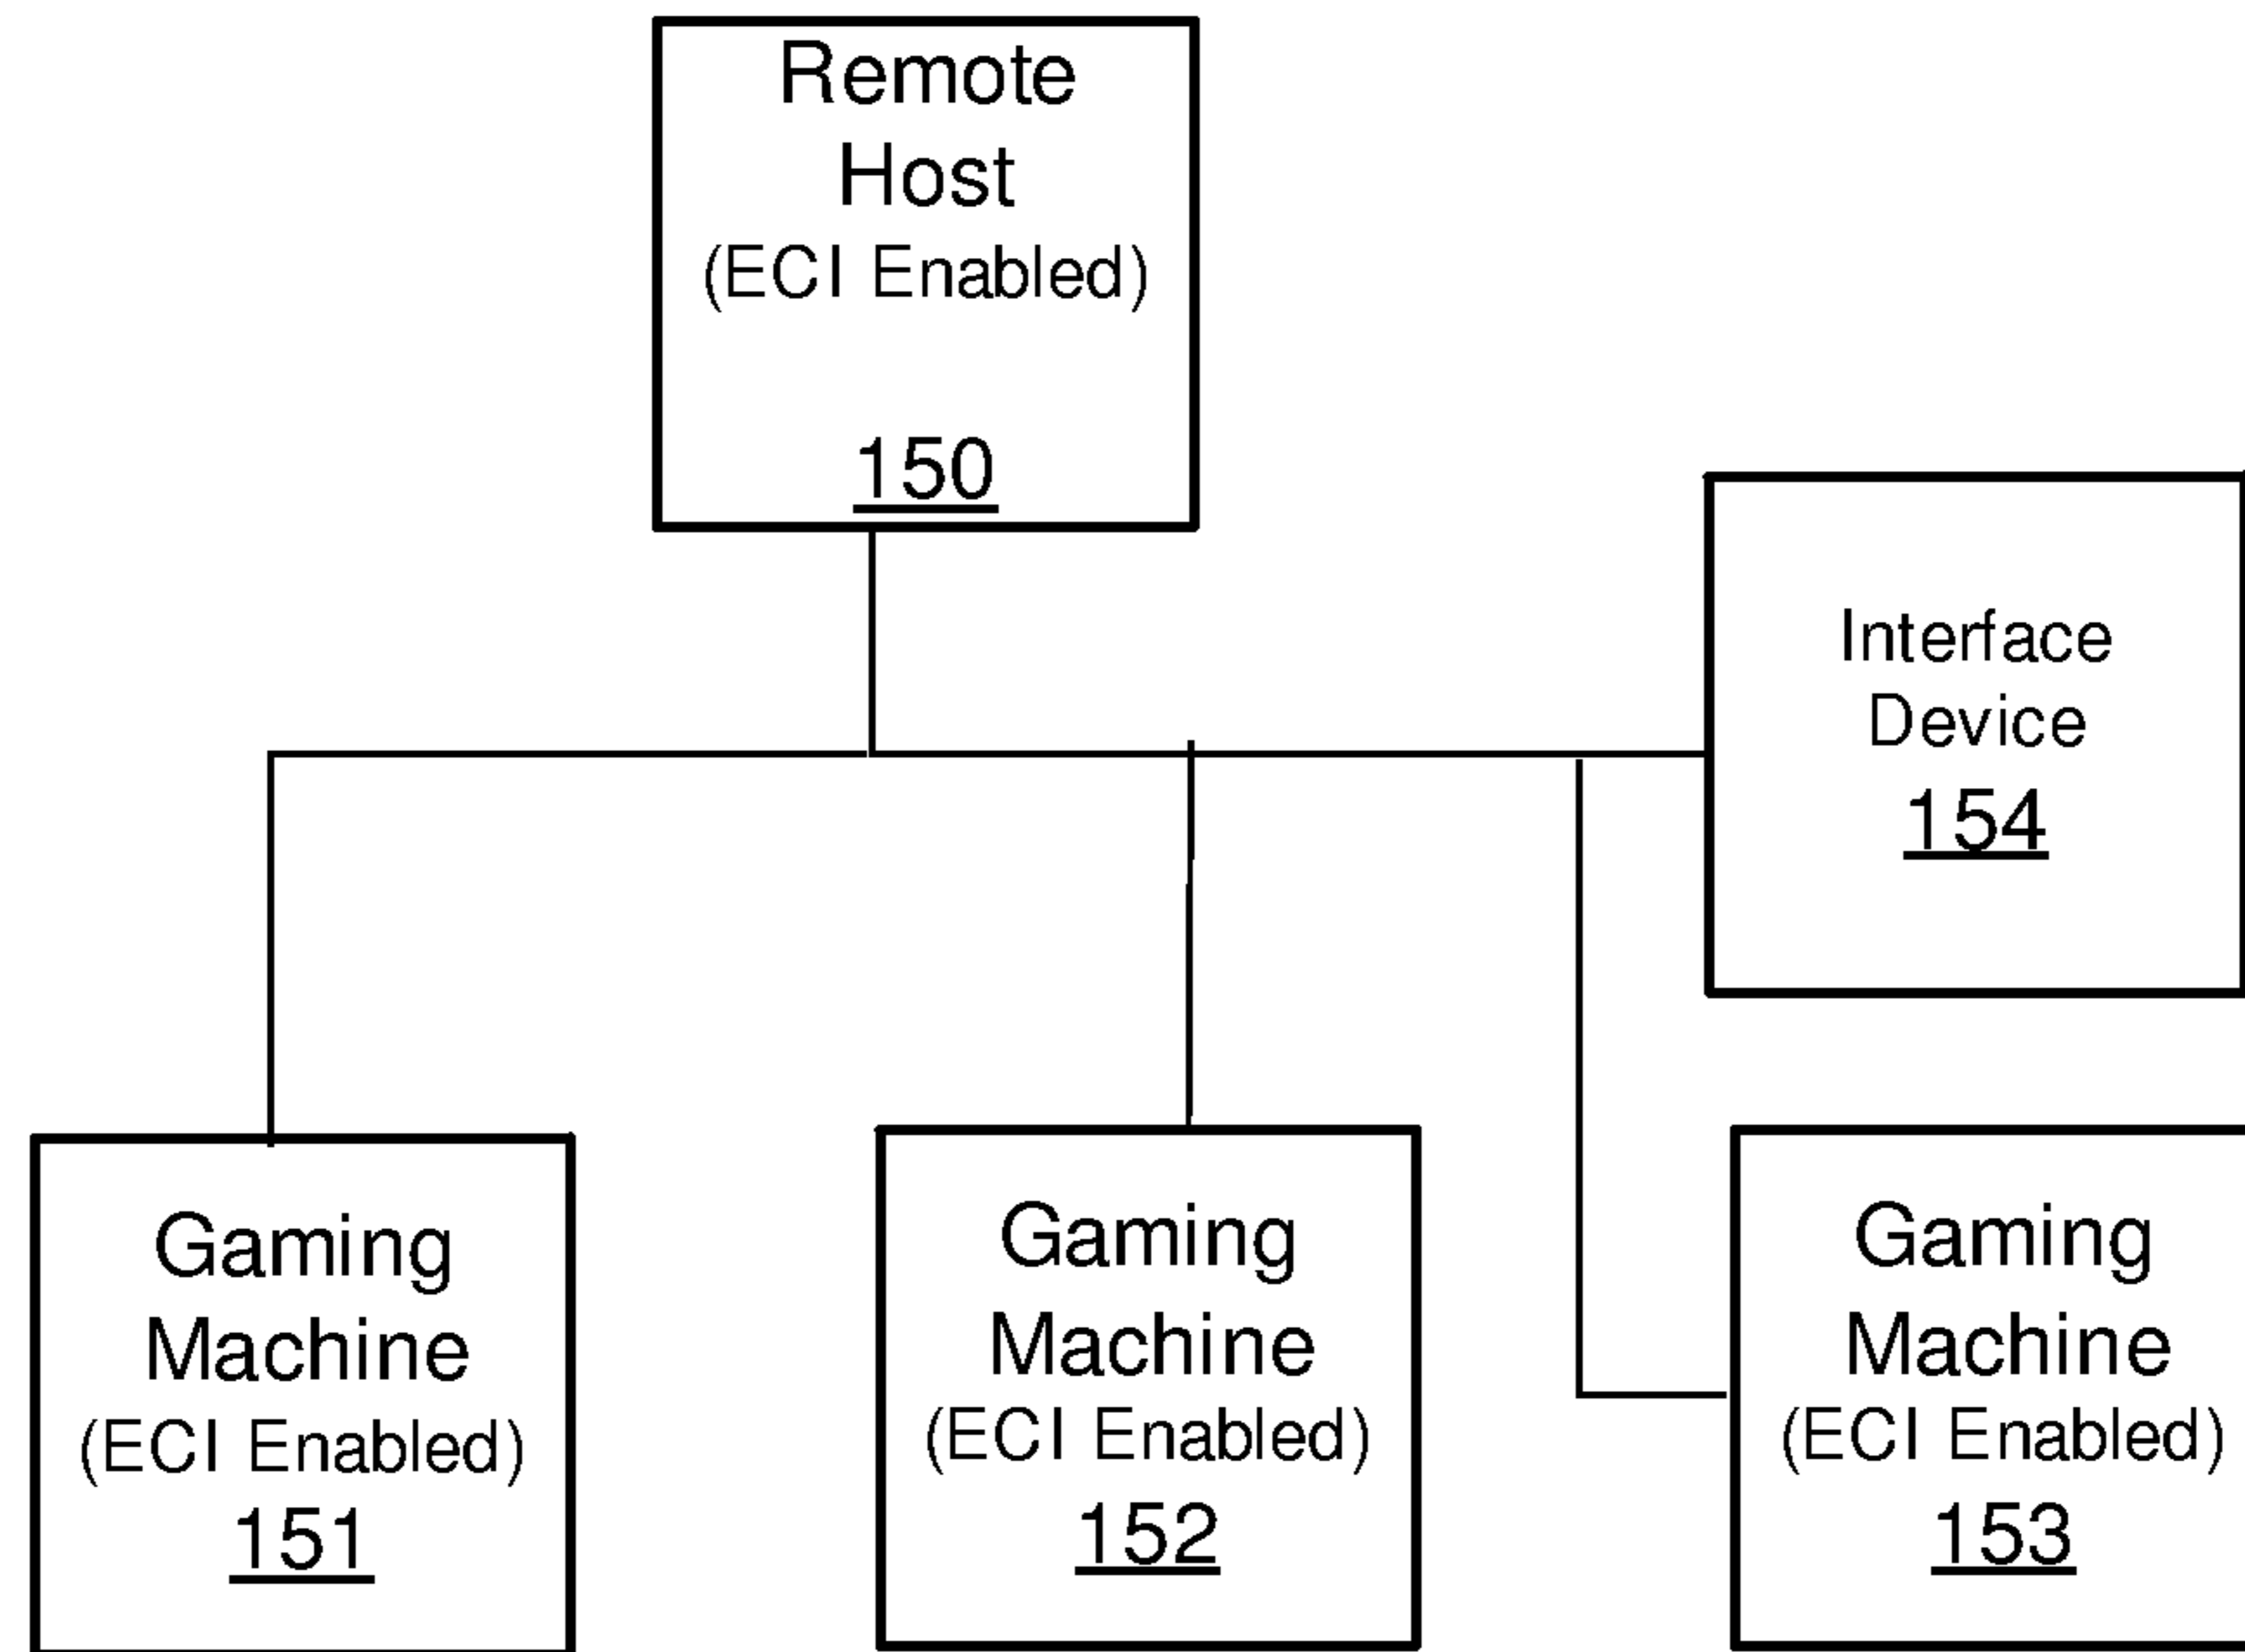 Remote
Host
(ECI Enabled)
150
Interface
Device
154
Gaming
Machine
(ECI Enabled)
151
Gaming
Machine
(ECI Enabled)
152
Gaming
Machine
(ECI Enabled)
153